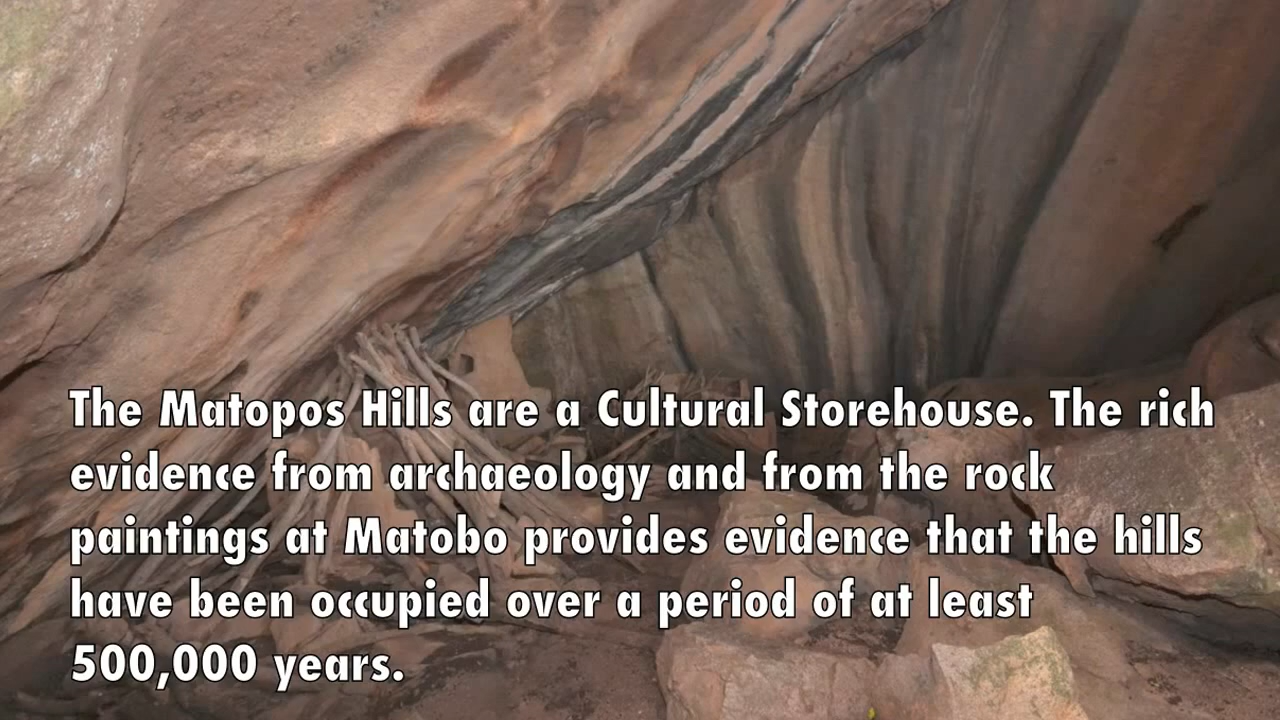 The Matopos Hills are a Cultural Storehouse. The rich
evidence from archaeology and from the rock
paintings at Matobo provides evidence that the hills
have been occupied over a period of at least
500,000 years.